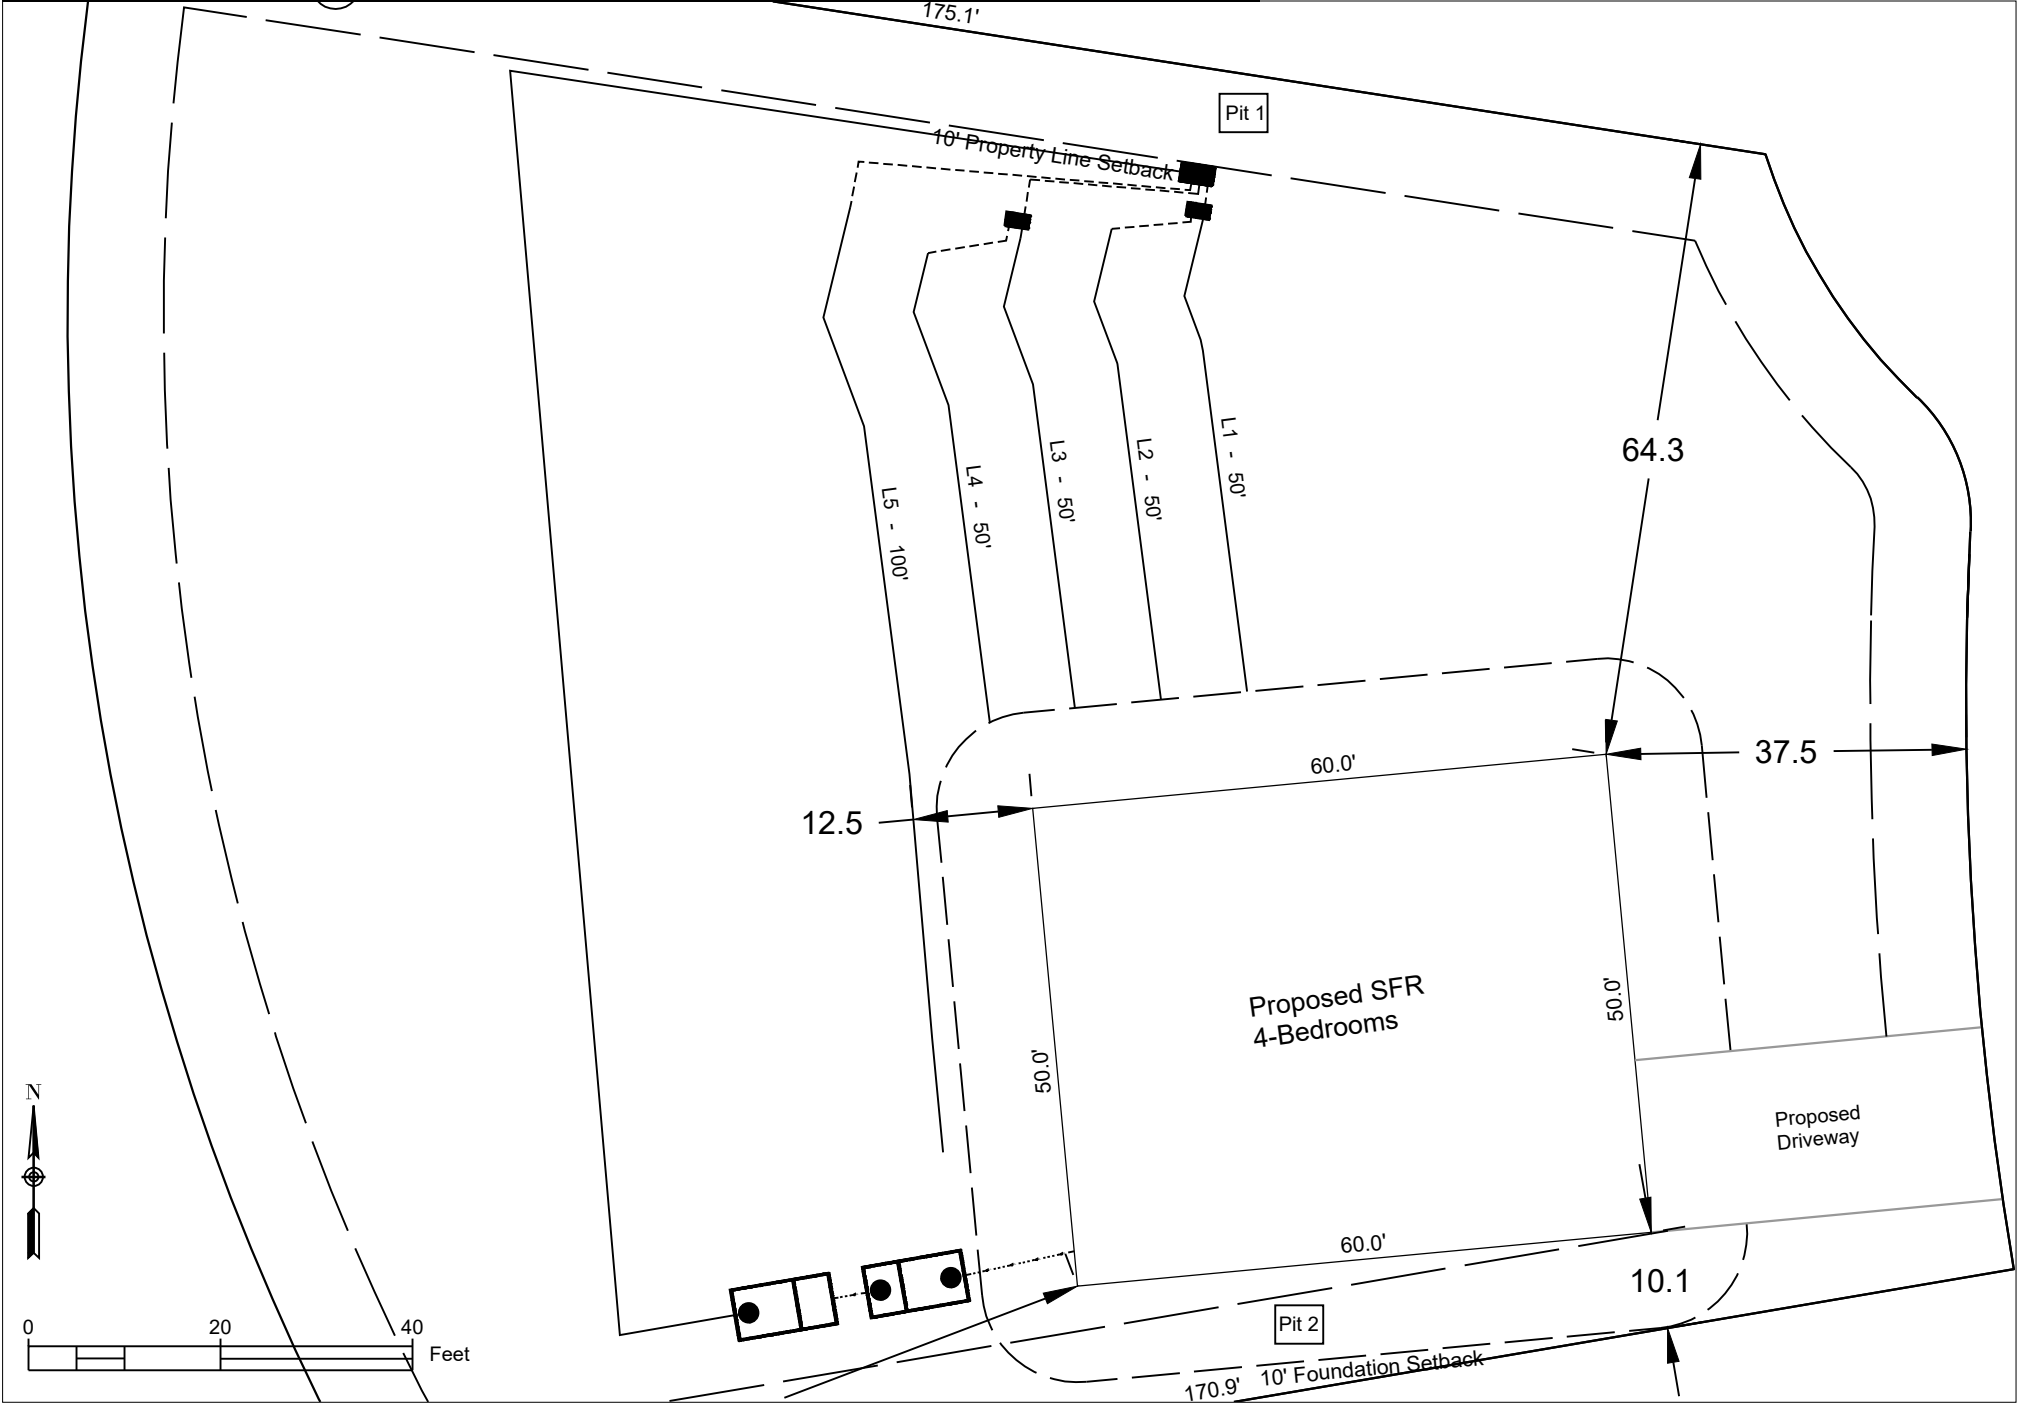 175.1'
Pit 1
10' Property Line Setback
64.3
L1 - 50'
L2 - 50'
L3 - 50'
L4 - 50'
L5 - 100'
37.5
60.0'
12.5
Proposed SFR
4-Bedrooms
50.0'
50.0'
N
Proposed
Driveway
60.0'
10.1
Pit 2
0 20 40
Feet
10' Foundation Setback
170.9'